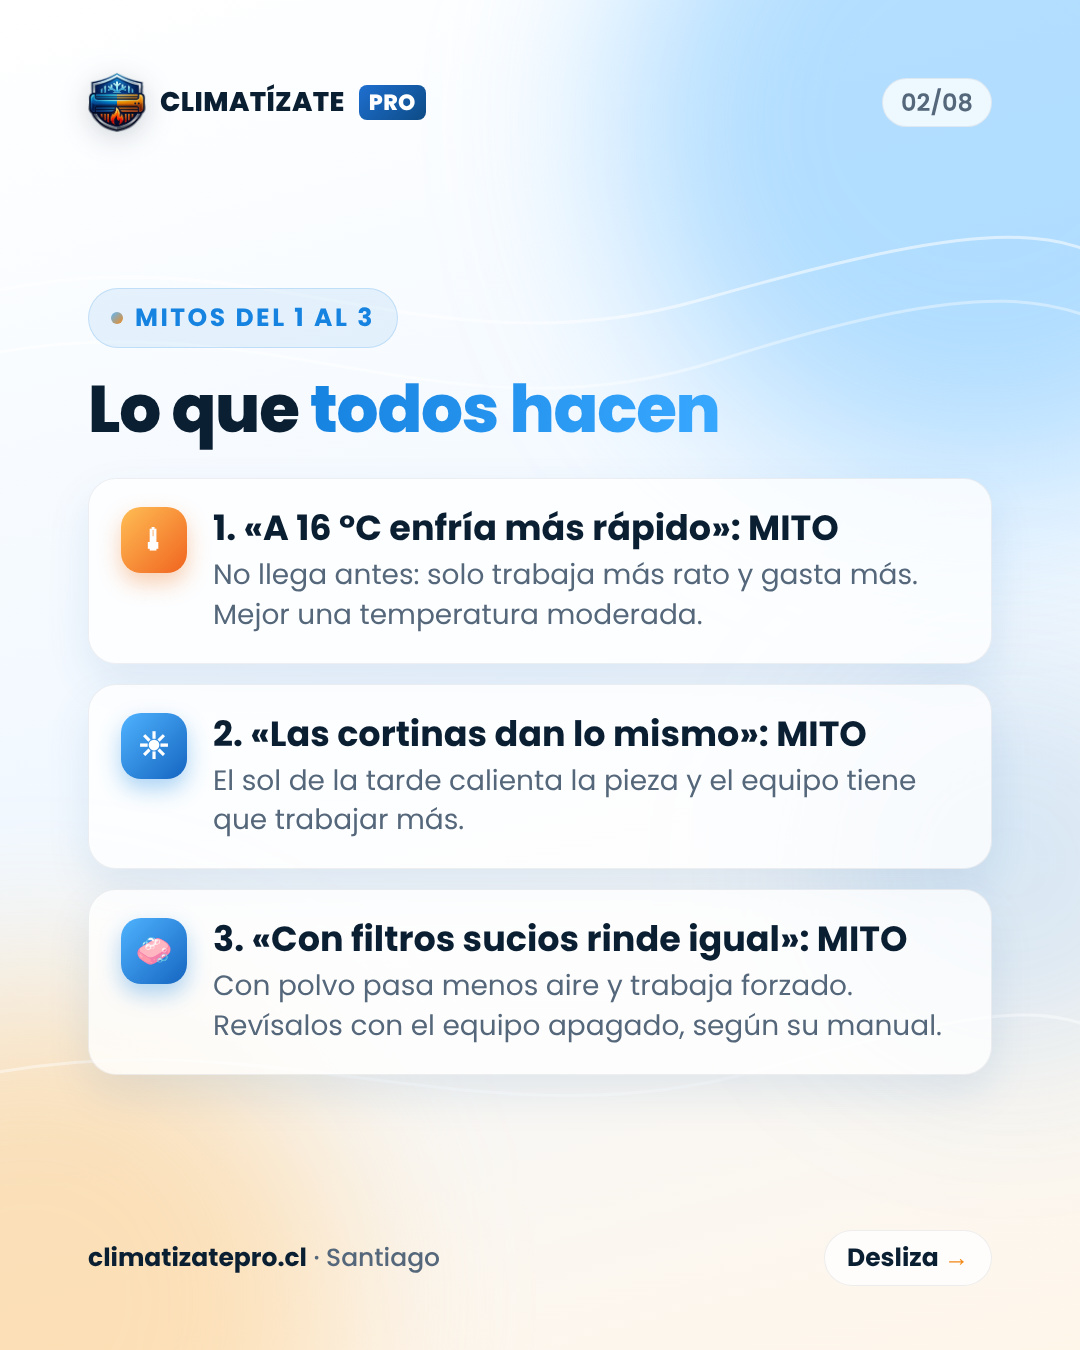 CLIMATÍZATE PRO
02/08
MITOS DEL 1 AL 3
Lo que todos hacen
1. «A 16 °C enfría más rápido»: MITO
No llega antes: solo trabaja más rato y gasta más.
Mejor una temperatura moderada.
2. «Las cortinas dan lo mismo»: MITO
El sol de la tarde calienta la pieza y el equipo tiene
que trabajar más.
3. «Con filtros sucios rinde igual»: MITO
Con polvo pasa menos aire y trabaja forzado.
Revísalos con el equipo apagado, según su manual.
climatizatepro.cl · Santiago
Desliza →